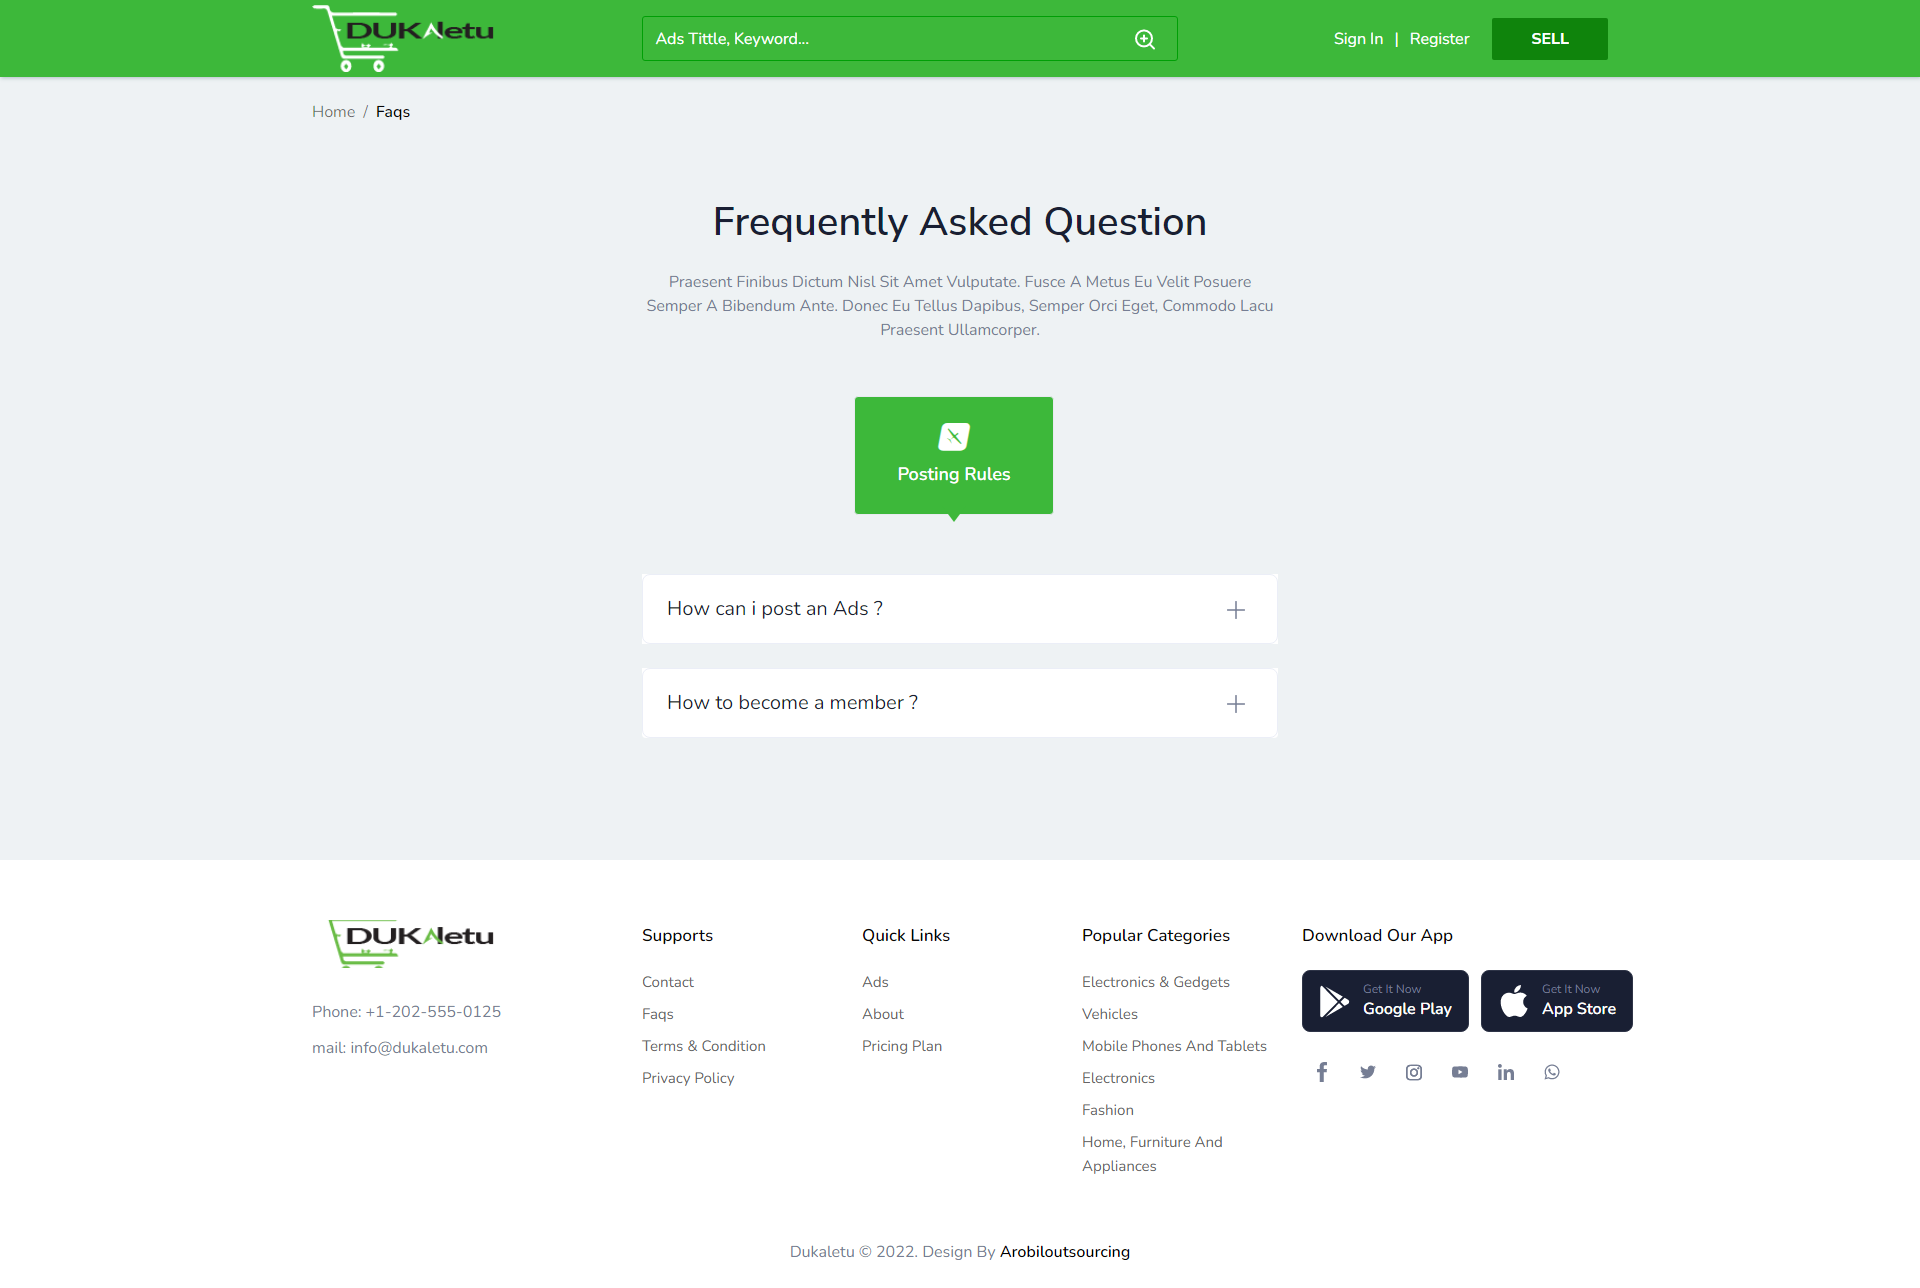 DUKAletu
Ads Tittle, Keyword...
Sign In | Register
SELL
Home / Faqs
Frequently Asked Question
Praesent Finibus Dictum Nisl Sit Amet Vulputate. Fusce A Metus Eu Velit Posuere
Semper A Bibendum Ante. Donec Eu Tellus Dapibus, Semper Orci Eget, Commodo Lacu
Praesent Ullamcorper.
Posting Rules
How can i post an Ads ?
How to become a member ?
DUKAletu
Phone: +1-202-555-0125
mail: info@dukaletu.com
Supports
Contact
Faqs
Terms & Condition
Privacy Policy
Quick Links
Ads
About
Pricing Plan
Popular Categories
Electronics & Gedgets
Vehicles
Mobile Phones And Tablets
Electronics
Fashion
Home, Furniture And
Appliances
Download Our App
Get It Now
Google Play
Get It Now
App Store
Dukaletu © 2022. Design By Arobiloutsourcing